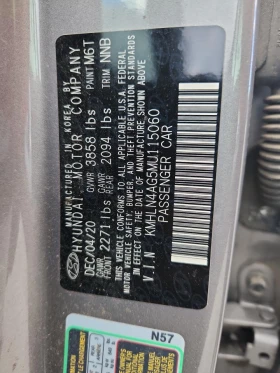 MANUFACTURED IN KOREA BY
HYUNDAI MOTOR COMPANY
DEC/04/20 GVWR 3858 lbs PAINT M6T
GAWR
FRONT 2271 lbs REAR 2094 lbs TRIM NNB
THIS VEHICLE CONFORMS TO ALL APPLICABLE U.S.A. FEDERAL
MOTOR VEHICLE SAFETY, BUMPER, AND THEFT PREVENTION STANDARDS
IN EFFECT ON THE DATE OF MANUFACTURE SHOWN ABOVE.
V.I.N
PASSENGER CAR
N57